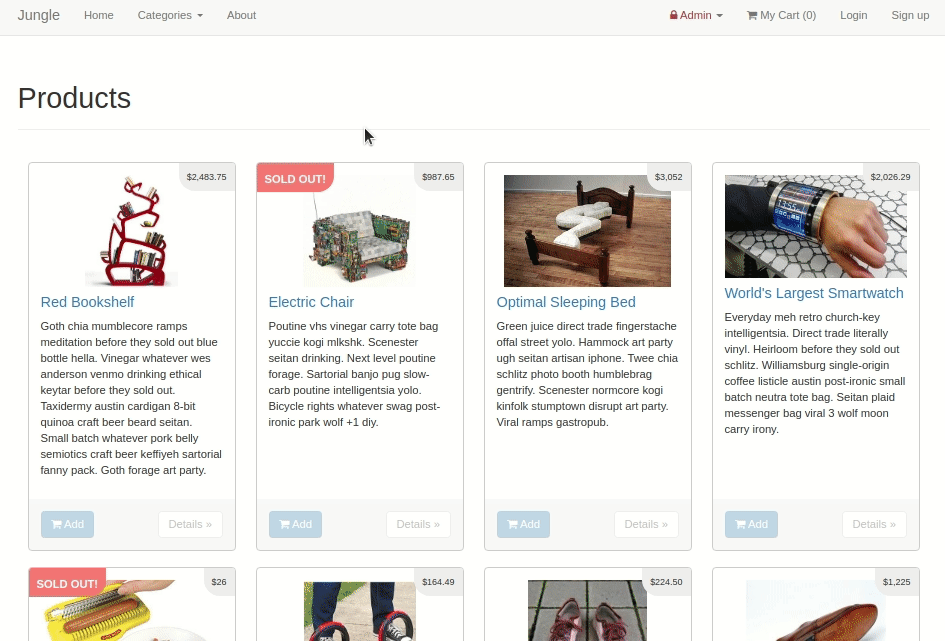 Jungle Home Categories About Admin My Cart (0) Login Sign up
Products
$2,483.75
Red Bookshelf
Goth chia mumblecore ramps
meditation before they sold out blue
bottle hella. Vinegar whatever wes
anderson venmo drinking ethical
keytar before they sold out.
Taxidermy austin cardigan 8-bit
quinoa craft beer beard seitan.
Small batch whatever pork belly
semiotics craft beer keffiyeh sartorial
fanny pack. Goth forage art party.
Add Details »
SOLD OUT! $987.65
Electric Chair
Poutine vhs vinegar carry tote bag
yuccie kogi mlkshk. Scenester
seitan drinking. Next level poutine
forage. Sartorial banjo pug slow-
carb poutine intelligentsia yolo.
Bicycle rights whatever swag post-
ironic park wolf +1 diy.
Add Details »
$3,052
Optimal Sleeping Bed
Green juice direct trade fingerstache
offal street yolo. Hammock art party
ugh seitan artisan iphone. Twee chia
schlitz photo booth humblebrag
gentrify. Scenester normcore kogi
kinfolk stumptown disrupt art party.
Viral ramps gastropub.
Add Details »
$2,026.29
13:55
World's Largest Smartwatch
Everyday meh retro church-key
intelligentsia. Direct trade literally
vinyl. Heirloom before they sold out
schlitz. Williamsburg single-origin
coffee listicle austin post-ironic small
batch neutra tote bag. Seitan plaid
messenger bag viral 3 wolf moon
carry irony.
Add Details »
SOLD OUT! $26
$164.49
$224.50
$1,225